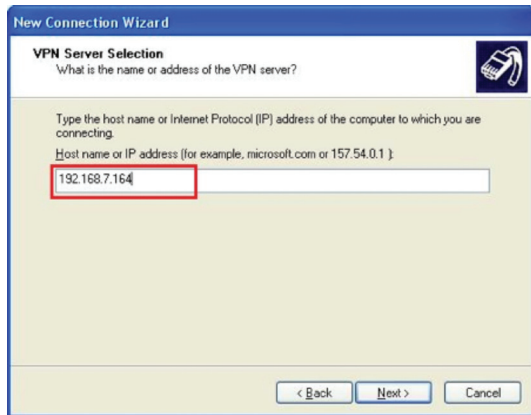 New Connection Wizard
VPN Server Selection
What is the name or address of the VPN server?
Type the host name or Internet Protocol (IP) address of the computer to which you are
connecting.
Host name or IP address (for example, microsoft.com or 157.54.0.1 ):
192.168.7.164
< Back
Next >
Cancel